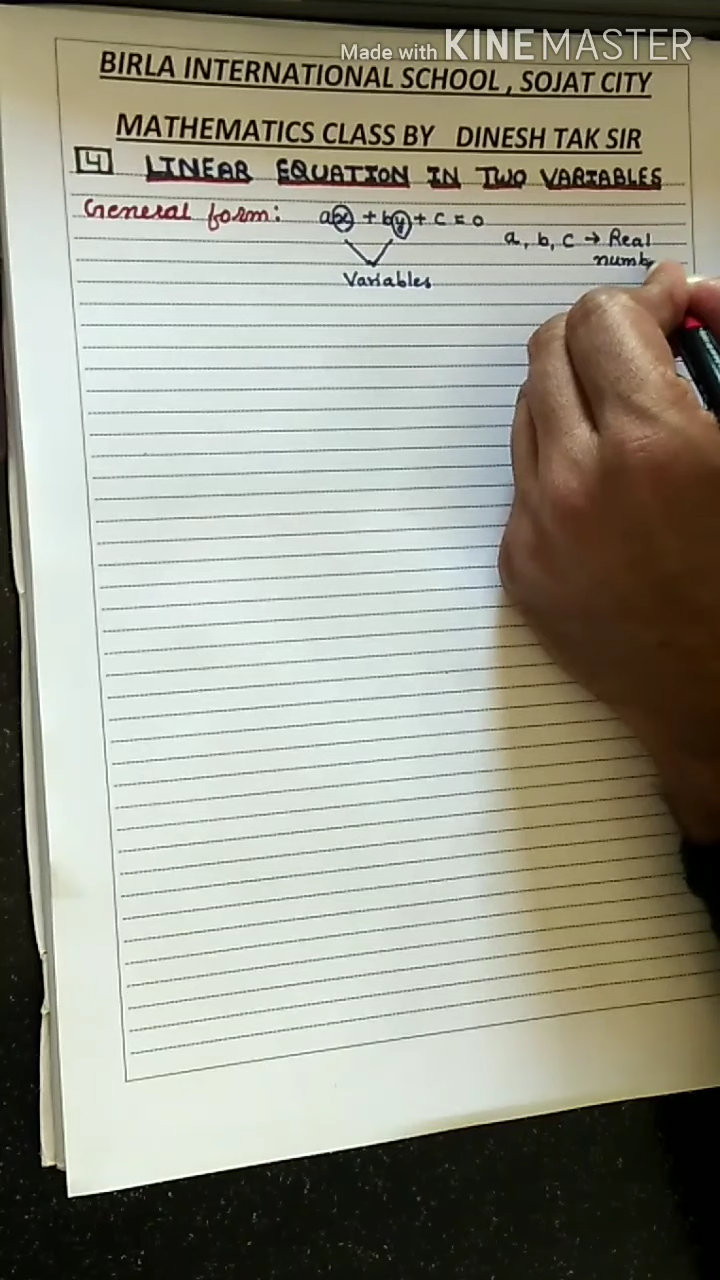 Made with KINEMASTER
BIRLA INTERNATIONAL SCHOOL , SOJAT CITY
MATHEMATICS CLASS BY DINESH TAK SIR
4 LINEAR EQUATION IN TWO VARIABLES
General form: ax + by + c = 0
a, b, c → Real
numb
Variables